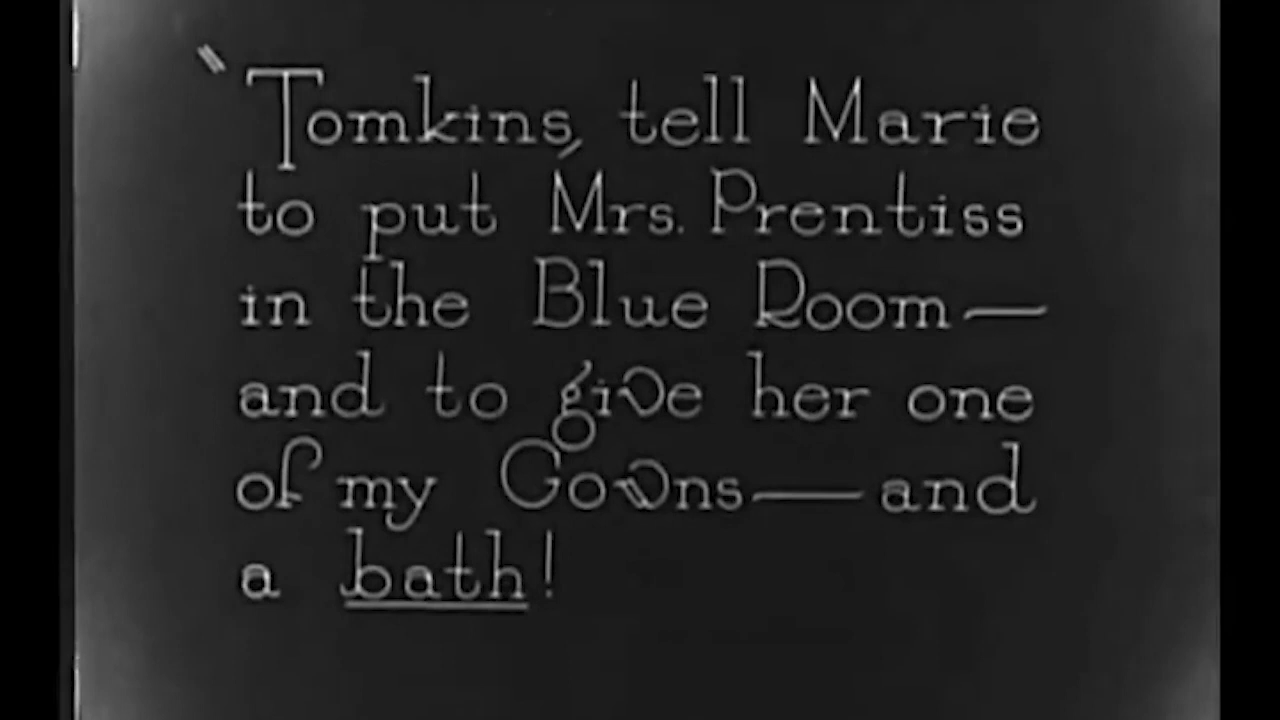 "Tomkins, tell Marie
to put Mrs. Prentiss
in the Blue Room—
and to give her one
of my Gowns—and
a bath!